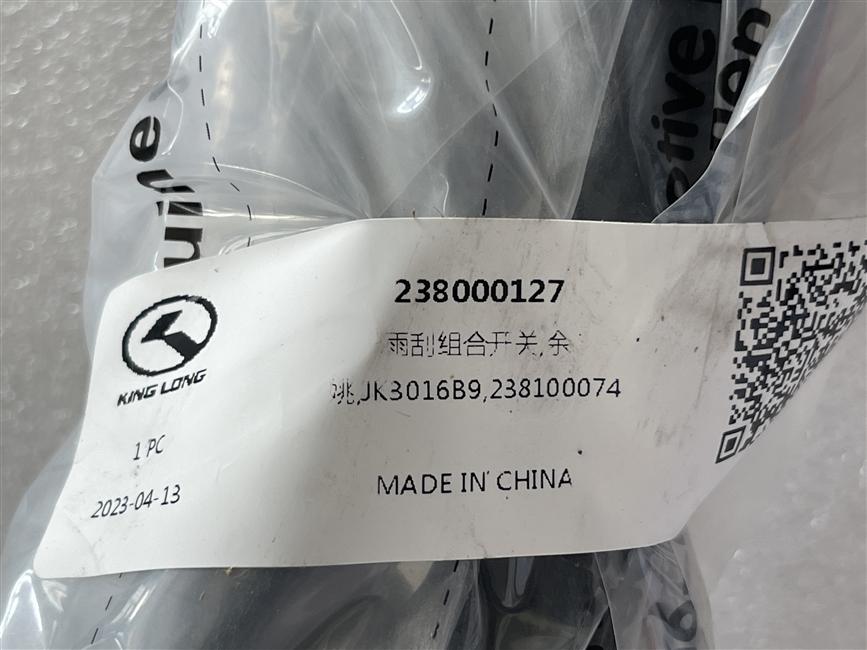 238000127
雨刮组合开关,余
姚,JK3016B9,238100074
KING LONG
1 PC
2023-04-13
MADE IN CHINA